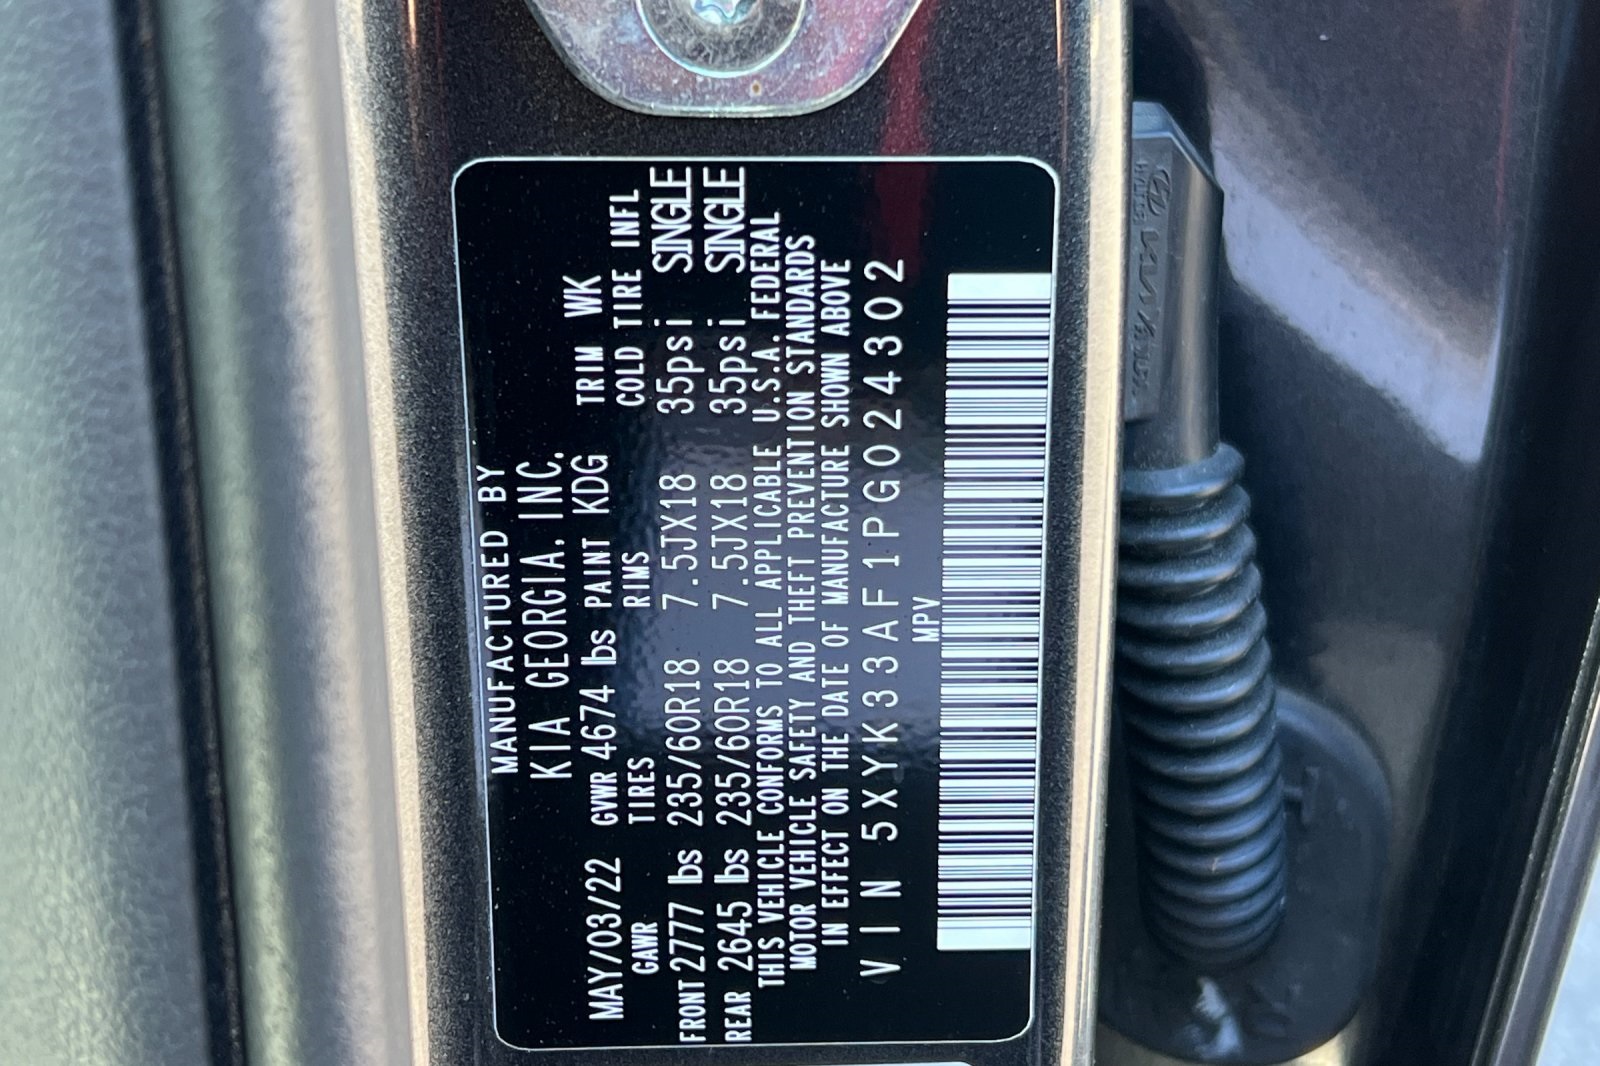 MANUFACTURED BY
KIA GEORGIA, INC.
MAY/03/22 GVWR 4674 lbs PAINT KDG TRIM WK
GAWR TIRES RIMS COLD TIRE INFL
FRONT 2777 lbs 235/60R18 7.5JX18 35psi SINGLE
REAR 2645 lbs 235/60R18 7.5JX18 35psi SINGLE
THIS VEHICLE CONFORMS TO ALL APPLICABLE U.S.A. FEDERAL
MOTOR VEHICLE SAFETY AND THEFT PREVENTION STANDARDS
IN EFFECT ON THE DATE OF MANUFACTURE SHOWN ABOVE
VIN 5XYK33AF1PG024302
MPV